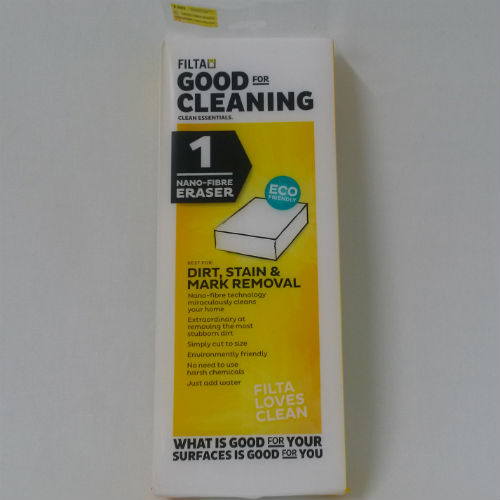 FILTA
GOOD FOR
CLEANING
CLEAN ESSENTIALS.
1
NANO-FIBRE
ERASER
ECO
FRIENDLY
BEST FOR:
DIRT, STAIN &
MARK REMOVAL
Nano-fibre technology
miraculously cleans
your home
Extraordinary at
removing the most
stubborn dirt
Simply cut to size
Environmentally friendly
No need to use
harsh chemicals
Just add water
FILTA
LOVES
CLEAN
WHAT IS GOOD FOR YOUR
SURFACES IS GOOD FOR YOU